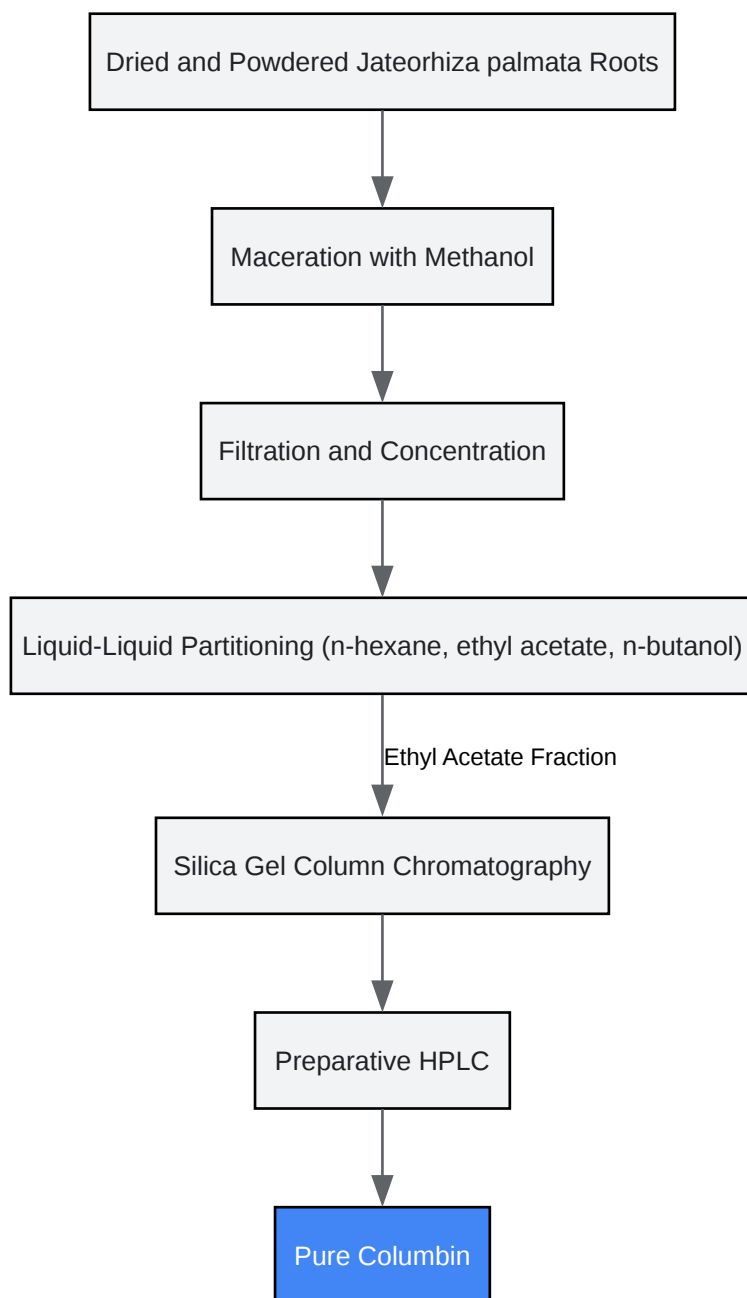 Dried and Powdered Jateorhiza palmata Roots
Maceration with Methanol
Filtration and Concentration
Liquid-Liquid Partitioning (n-hexane, ethyl acetate, n-butanol)
Ethyl Acetate Fraction
Silica Gel Column Chromatography
Preparative HPLC
Pure Columbin